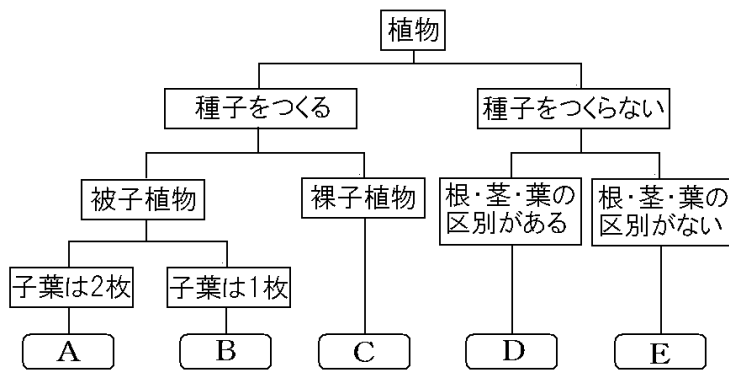 植物
種子をつくる
種子をつくらない
被子植物
裸子植物
根・茎・葉の
区別がある
根・茎・葉の
区別がない
子葉は2枚
子葉は1枚
A
B
C
D
E